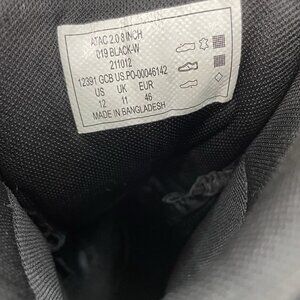 ATAC 2.0 8 INCH
019 BLACK-W
211012
12391 GCB US.PO-00046142
US UK EUR
12 11 46
MADE IN BANGLADESH